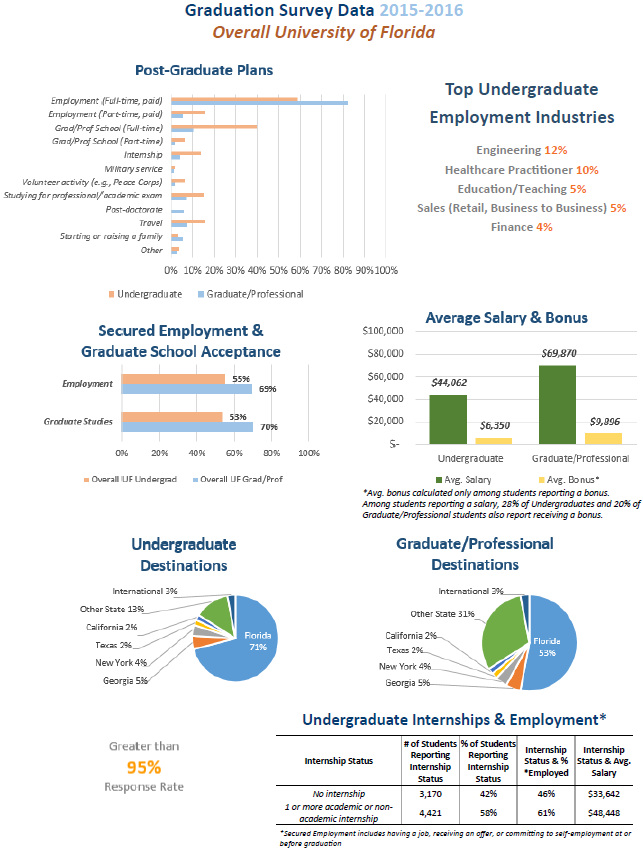 Graduation Survey Data 2015-2016
Overall University of Florida
Post-Graduate Plans
Employment (Full-time, paid)
Employment (Part-time, paid)
Grad/Prof School (Full-time)
Grad/Prof School (Part-time)
Internship
Military service
Volunteer activity (e.g., Peace Corps)
Studying for professional/academic exam
Post-doctorate
Travel
Starting or raising a family
Other
0% 10% 20% 30% 40% 50% 60% 70% 80% 90% 100%
Undergraduate Graduate/Professional
Top Undergraduate
Employment Industries
Engineering 12%
Healthcare Practitioner 10%
Education/Teaching 5%
Sales (Retail, Business to Business) 5%
Finance 4%
Secured Employment &
Graduate School Acceptance
Employment
55%
69%
Graduate Studies
53%
70%
0% 20% 40% 60% 80% 100%
Overall UF Undergrad Overall UF Grad/Prof
Average Salary & Bonus
$100,000
$80,000
$60,000
$40,000
$20,000
$-
$44,062
$6,350
$69,870
$9,896
Undergraduate Graduate/Professional
Avg. Salary Avg. Bonus*
*Avg. bonus calculated only among students reporting a bonus.
Among students reporting a salary, 28% of Undergraduates and 20% of
Graduate/Professional students also report receiving a bonus.
Undergraduate
Destinations
International 3%
Other State 13%
California 2%
Texas 2%
New York 4%
Georgia 5%
Florida
71%
Graduate/Professional
Destinations
International 3%
Other State 31%
California 2%
Texas 2%
New York 4%
Georgia 5%
Florida
53%
Greater than
95%
Response Rate
Undergraduate Internships & Employment*
Internship Status
# of Students
Reporting
Internship
Status
% of Students
Reporting
Internship
Status
Internship
Status & %
*Employed
Internship
Status & Avg.
Salary
No internship 3,170 42% 46% $33,642
1 or more academic or non-
academic internship 4,421 58% 61% $48,448
*Secured Employment includes having a job, receiving an offer, or committing to self-employment at or
before graduation